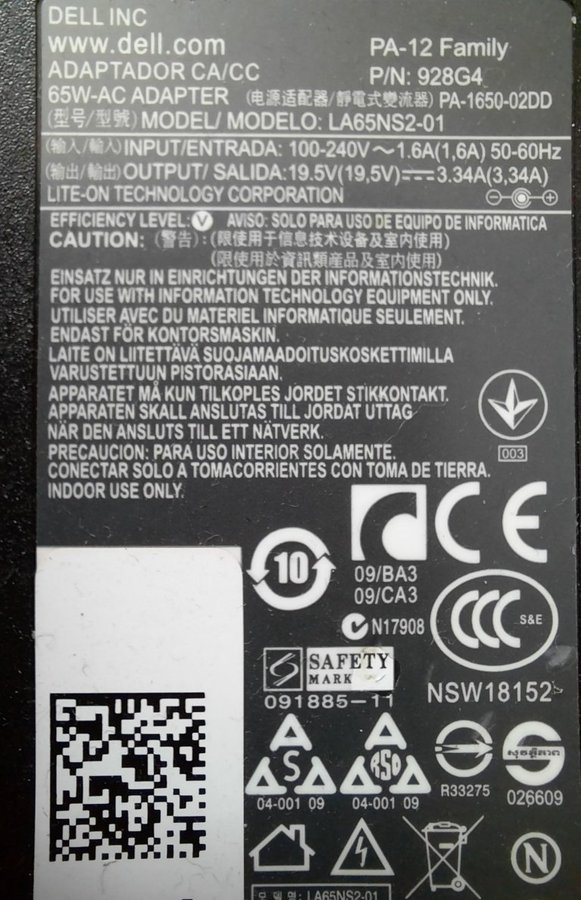 DELL INC
www.dell.com
PA-12 Family
ADAPTADOR CA/CC
P/N: 928G4
65W-AC ADAPTER (电源适配器/靜電式變流器) PA-1650-02DD
(型号/型號) MODEL/ MODELO: LA65NS2-01
(输入/輸入) INPUT/ENTRADA: 100-240V ~ 1.6A(1,6A) 50-60Hz
(输出/輸出) OUTPUT/ SALIDA: 19.5V(19,5V)⎓ 3.34A(3,34A)
LITE-ON TECHNOLOGY CORPORATION
EFFICIENCY LEVEL: V AVISO: SOLO PARA USO DE EQUIPO DE INFORMATICA
CAUTION: (警告): (限使用于信息技术设备及室内使用)
(限使用於資訊類産品及室内使用)
EINSATZ NUR IN EINRICHTUNGEN DER INFORMATIONSTECHNIK.
FOR USE WITH INFORMATION TECHNOLOGY EQUIPMENT ONLY.
UTILISER AVEC DU MATERIEL INFORMATIQUE SEULEMENT.
ENDAST FÖR KONTORSMASKIN.
LAITE ON LIITETTÄVÄ SUOJAMAADOITUSKOSKETTIMILLA
VARUSTETTUUN PISTORASIAAN.
APPARATET MÅ KUN TILKOPLES JORDET STIKKONTAKT.
APPARATEN SKALL ANSLUTAS TILL JORDAT UTTAG
NÄR DEN ANSLUTS TILL ETT NÄTVERK.
PRECAUCION: PARA USO INTERIOR SOLAMENTE.
CONECTAR SOLO A TOMACORRIENTES CON TOMA DE TIERRA.
INDOOR USE ONLY.
003
10
09/BA3
09/CA3
CE
N17908
CCC S&E
SAFETY
MARK
091885-11
NSW18152
S
RSO
04-001 09
04-001 09
R33275
026609
N
모델명: LA65NS2-01